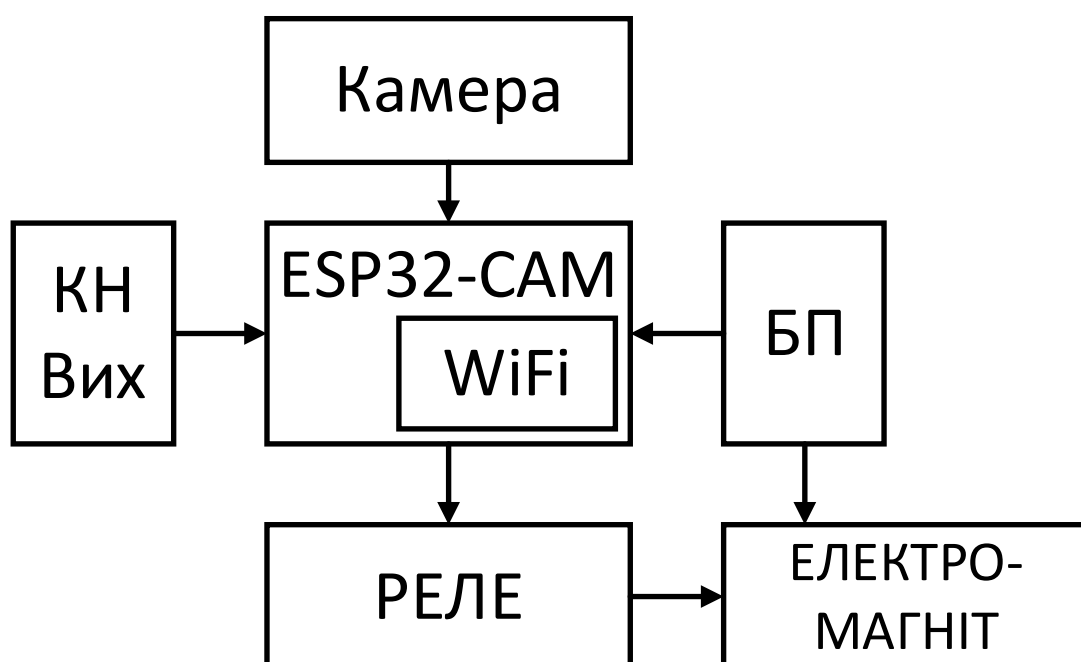 Камера
КН
Вих
ESP32-CAM
WiFi
БП
РЕЛЕ
ЕЛЕКТРО-
МАГНІТ